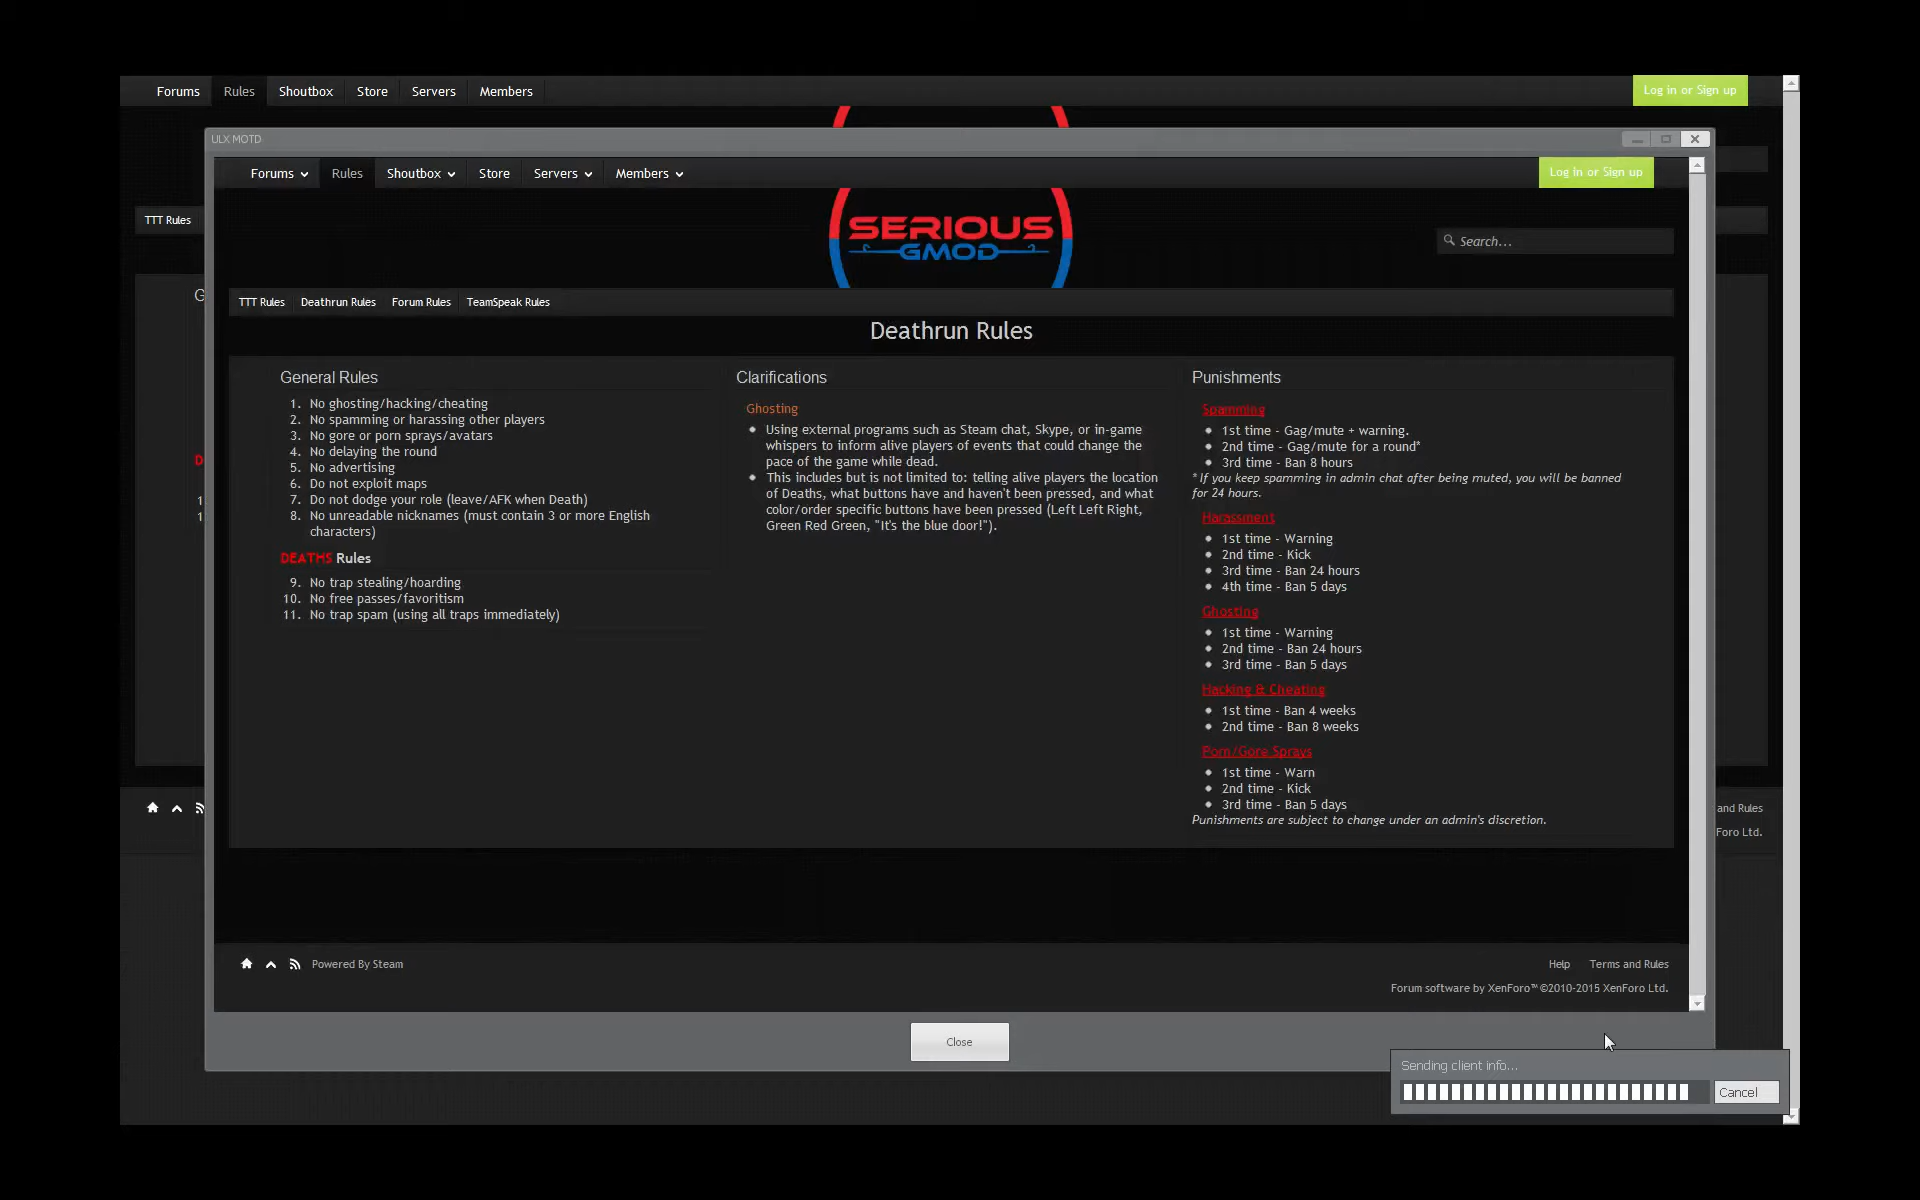 Forums Rules Shoutbox Store Servers Members Log in or Sign up
ULX MOTD
Forums Rules Shoutbox Store Servers Members Log in or Sign up
SERIOUS
GMOD
Search...
TTT Rules
TTT Rules Deathrun Rules Forum Rules TeamSpeak Rules
Deathrun Rules
General Rules
1. No ghosting/hacking/cheating
2. No spamming or harassing other players
3. No gore or porn sprays/avatars
4. No delaying the round
5. No advertising
6. Do not exploit maps
7. Do not dodge your role (leave/AFK when Death)
8. No unreadable nicknames (must contain 3 or more English
characters)
DEATHS Rules
9. No trap stealing/hoarding
10. No free passes/favoritism
11. No trap spam (using all traps immediately)
Clarifications
Ghosting
Using external programs such as Steam chat, Skype, or in-game
whispers to inform alive players of events that could change the
pace of the game while dead.
This includes but is not limited to: telling alive players the location
of Deaths, what buttons have and haven't been pressed, and what
color/order specific buttons have been pressed (Left Left Right,
Green Red Green, "It's the blue door!").
Punishments
Spamming
1st time - Gag/mute + warning.
2nd time - Gag/mute for a round*
3rd time - Ban 8 hours
* If you keep spamming in admin chat after being muted, you will be banned
for 24 hours.
Harassment
1st time - Warning
2nd time - Kick
3rd time - Ban 24 hours
4th time - Ban 5 days
Ghosting
1st time - Warning
2nd time - Ban 24 hours
3rd time - Ban 5 days
Hacking & Cheating
1st time - Ban 4 weeks
2nd time - Ban 8 weeks
Porn/Gore Sprays
1st time - Warn
2nd time - Kick
3rd time - Ban 5 days
Punishments are subject to change under an admin's discretion.
G
D
1
1
and Rules
Foro Ltd.
Powered By Steam
Help Terms and Rules
Forum software by XenForo™ ©2010-2015 XenForo Ltd.
Close
Sending client info...
Cancel